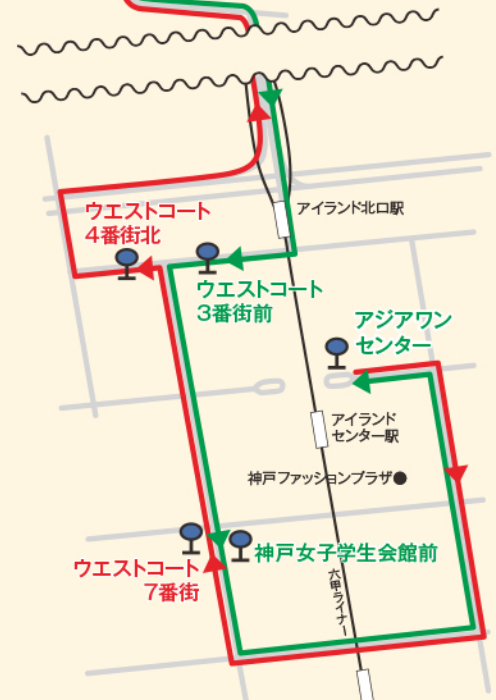 アイランド北口駅
ウエストコート
4番街北
ウエストコート
3番街前
アジアワン
センター
アイランド
センター駅
神戸ファッションプラザ
神戸女子学生会館前
ウエストコート
7番街
六甲ライナー